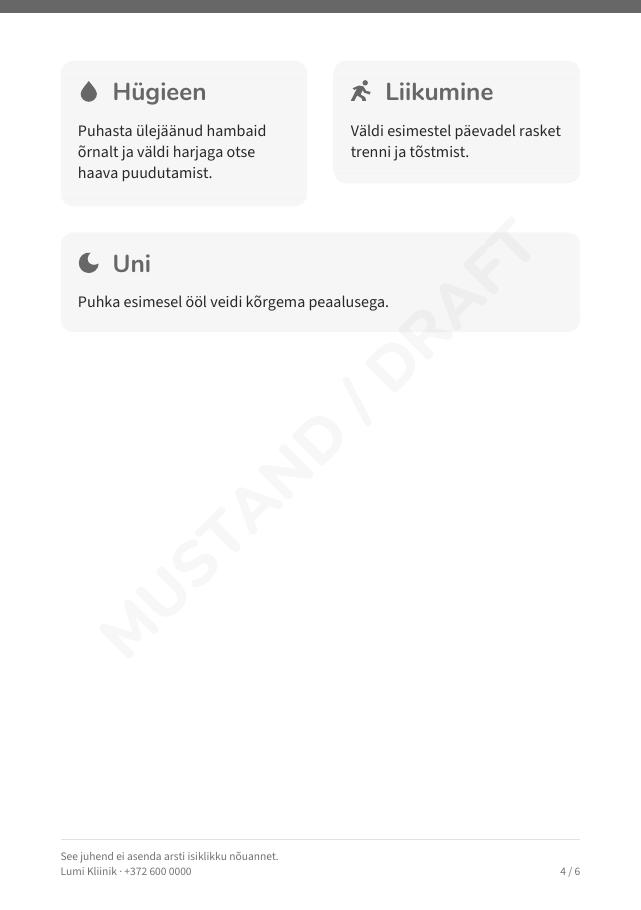 Hügieen
Puhasta ülejäänud hambaid
õrnalt ja väldi harjaga otse
haava puudutamist.
Liikumine
Väldi esimestel päevadel rasket
trenni ja tõstmist.
Uni
Puhka esimesel ööl veidi kõrgema peaalusega.
MUSTAND / DRAFT
See juhend ei asenda arsti isiklikku nõuannet.
Lumi Kliinik · +372 600 0000
4 / 6